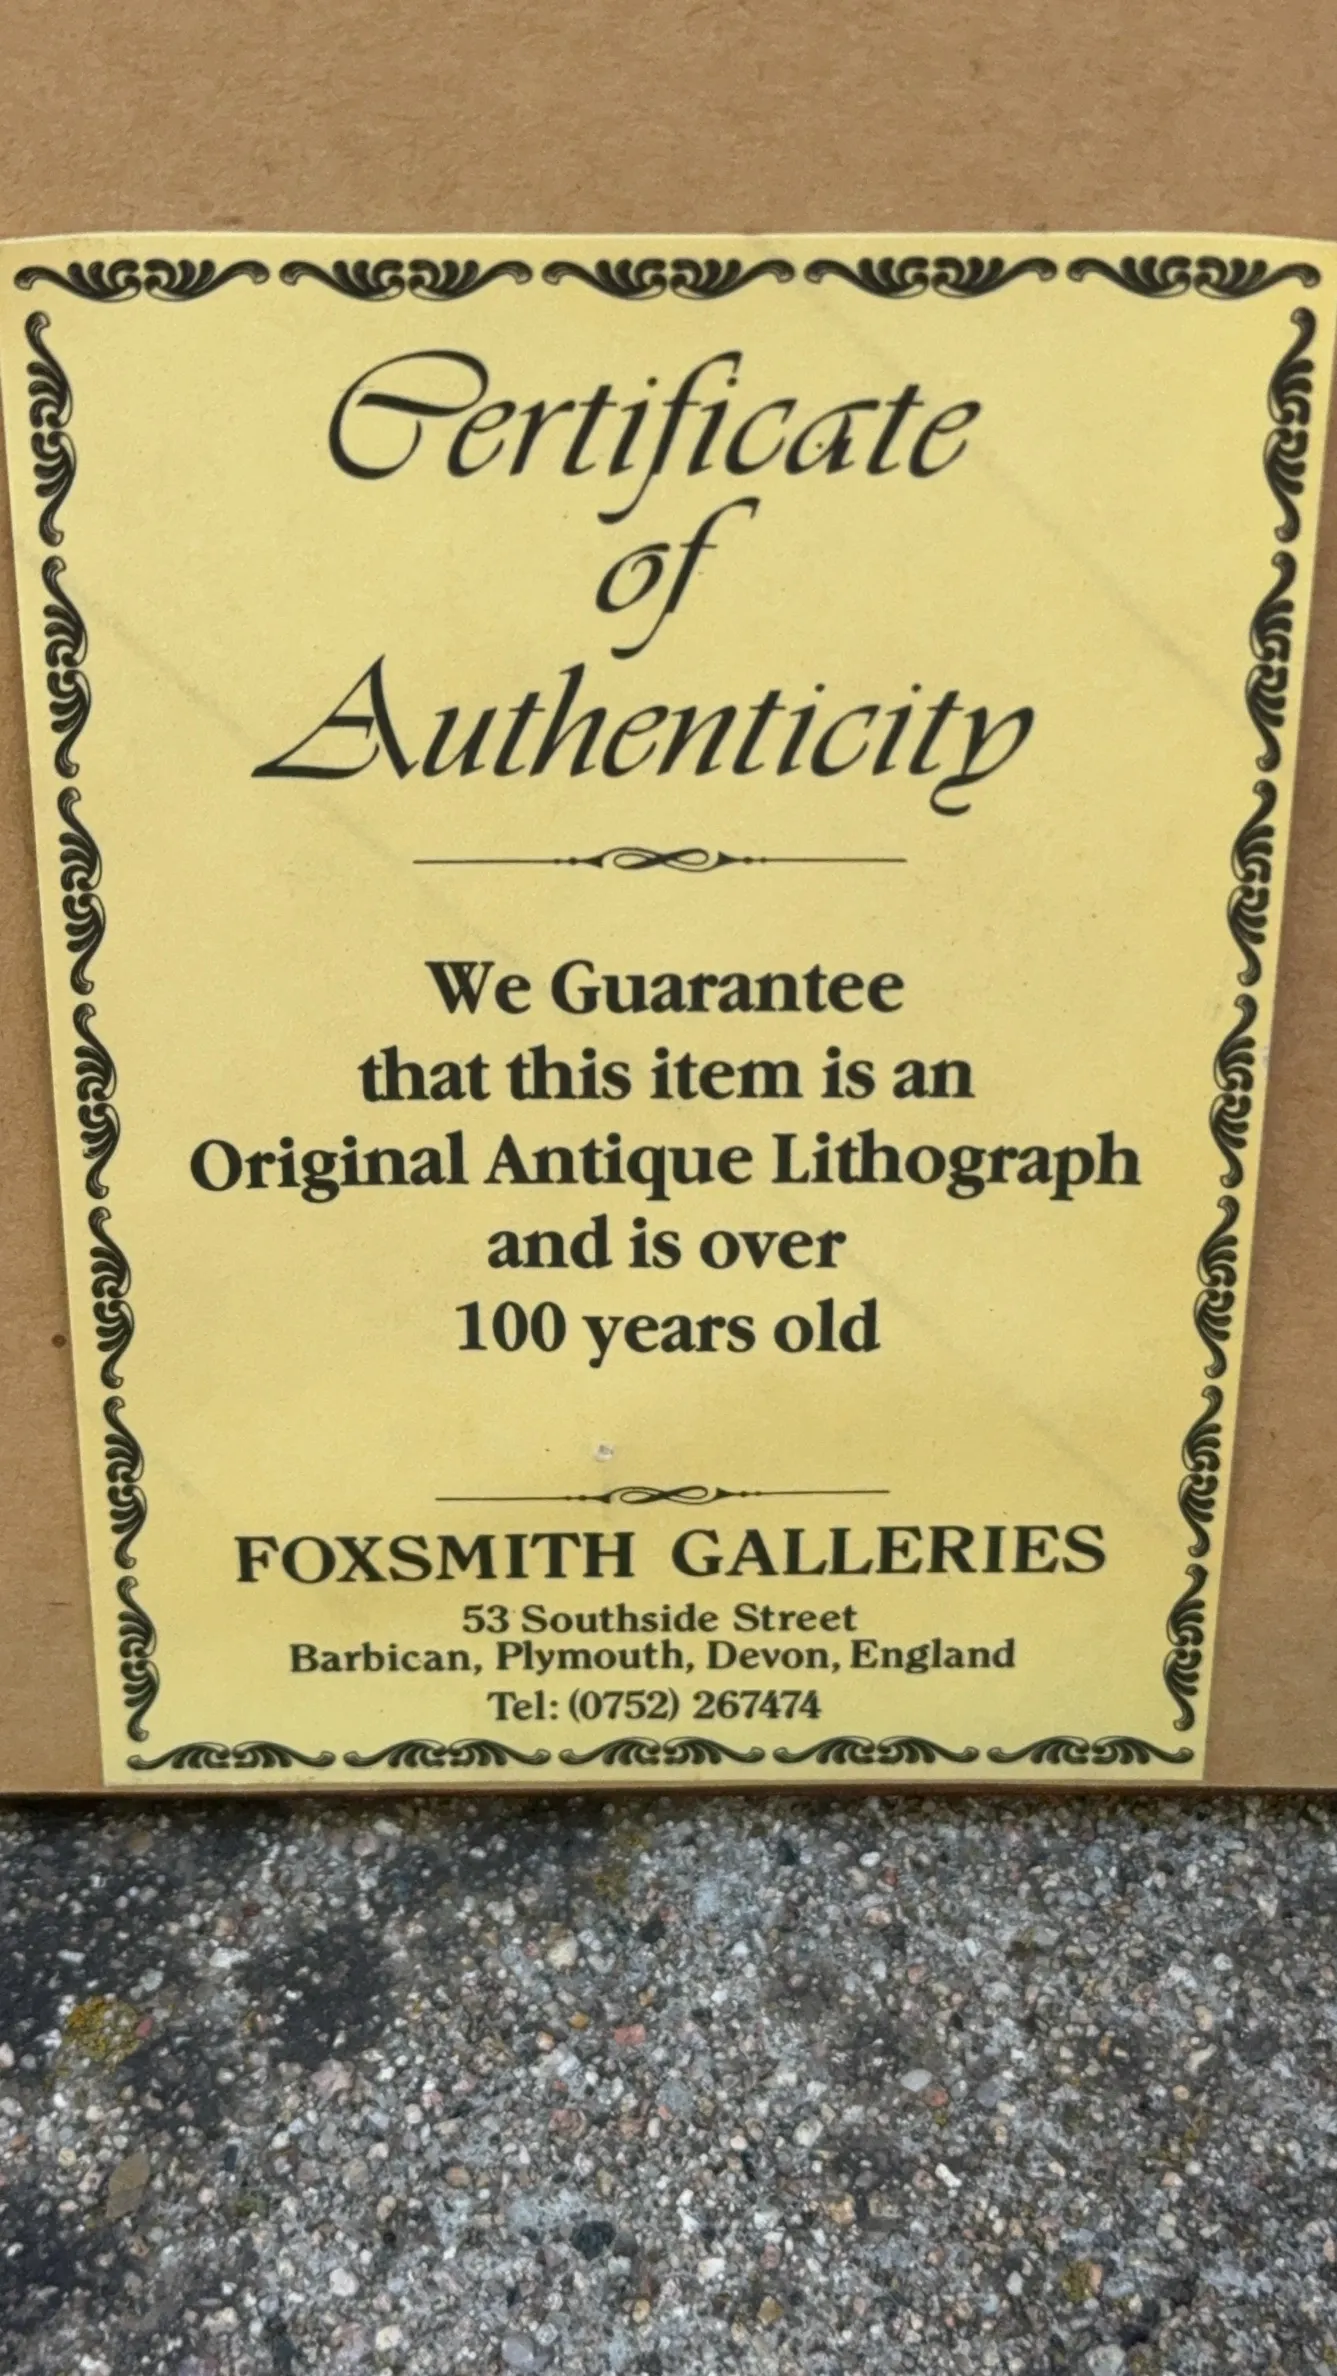 Certificate
of
Authenticity
We Guarantee
that this item is an
Original Antique Lithograph
and is over
100 years old
FOXSMITH GALLERIES
53 Southside Street
Barbican, Plymouth, Devon, England
Tel: (0752) 267474